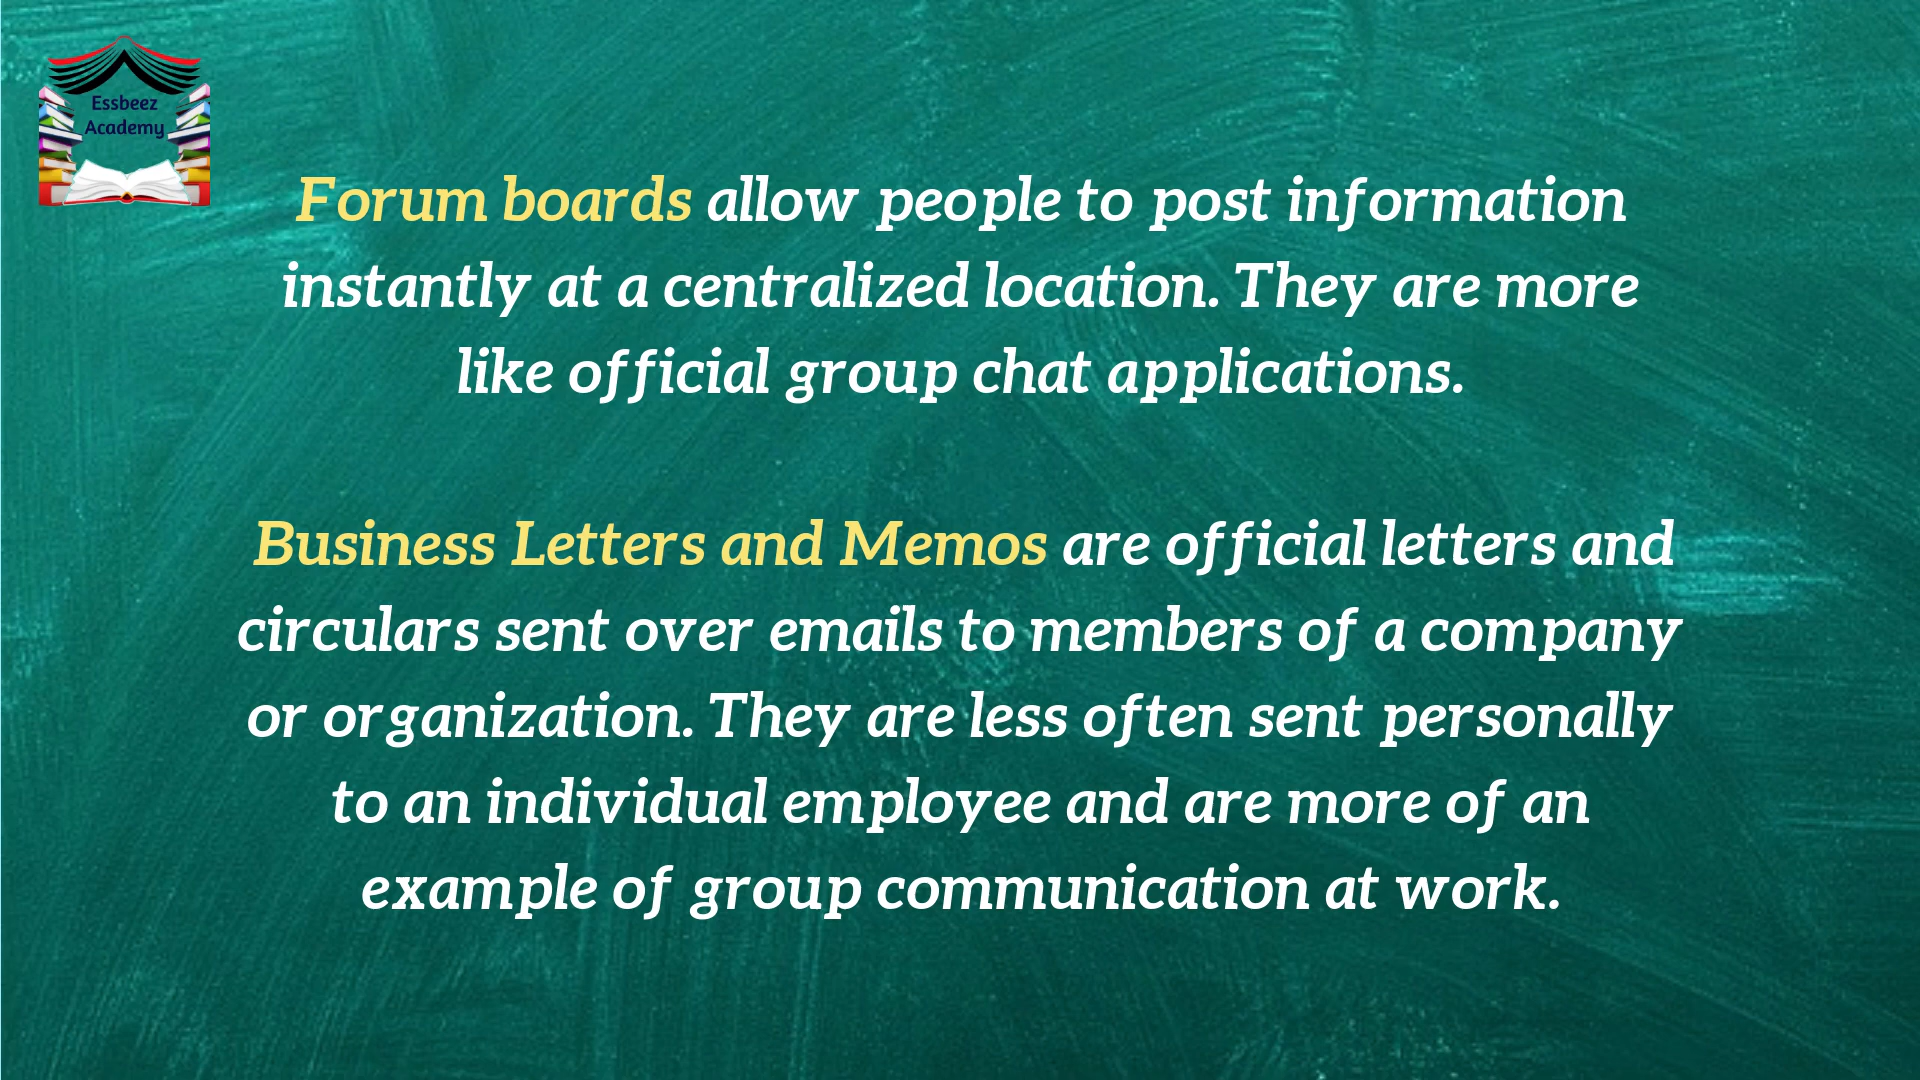 Essbeez
Academy
Forum boards allow people to post information
instantly at a centralized location. They are more
like official group chat applications.
Business Letters and Memos are official letters and
circulars sent over emails to members of a company
or organization. They are less often sent personally
to an individual employee and are more of an
example of group communication at work.